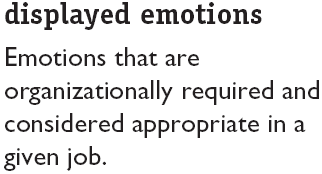 displayed emotions
Emotions that are
organizationally required and
considered appropriate in a
given job.